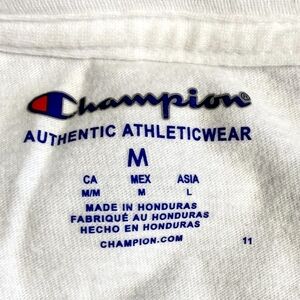 Champion®
AUTHENTIC ATHLETICWEAR
M
CA MEX ASIA
M/M M L
MADE IN HONDURAS
FABRIQUÉ AU HONDURAS
HECHO EN HONDURAS
CHAMPION.COM 11